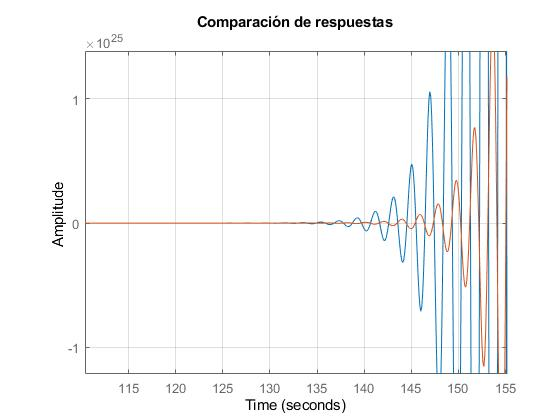 Comparación de respuestas
×10^25
1
0
-1
Amplitude
115 120 125 130 135 140 145 150 155
Time (seconds)